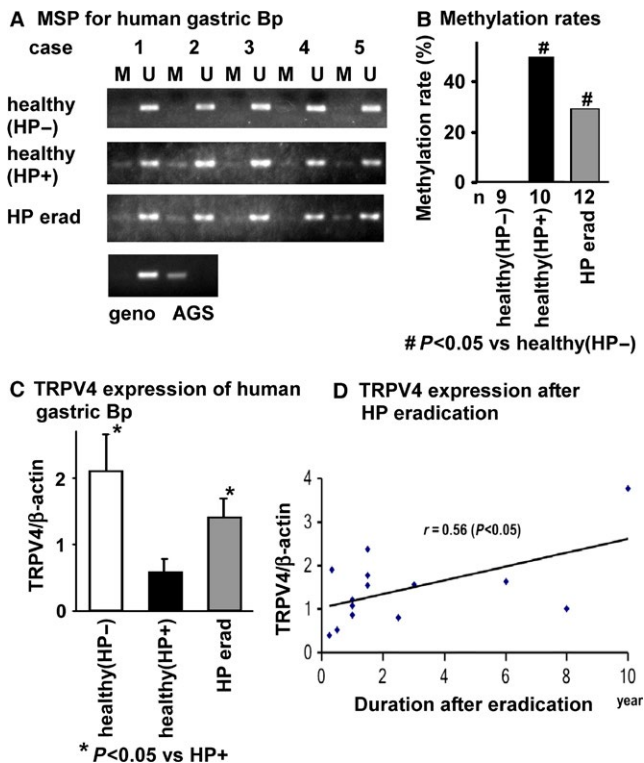 A MSP for human gastric Bp
case 1 2 3 4 5
M U M U M U M U M U
healthy
(HP−)
healthy
(HP+)
HP erad
geno AGS
B Methylation rates
Methylation rate (%)
60
40
20
0
# #
n 9 10 12
healthy(HP−)
healthy(HP+)
HP erad
# P<0.05 vs healthy(HP−)
C TRPV4 expression of human
gastric Bp
TRPV4/β-actin
2
1
0
* *
healthy(HP−)
healthy(HP+)
HP erad
* P<0.05 vs HP+
D TRPV4 expression after
HP eradication
TRPV4/β-actin
4
3
2
1
0
r = 0.56 (P<0.05)
0 2 4 6 8 10
Duration after eradication year